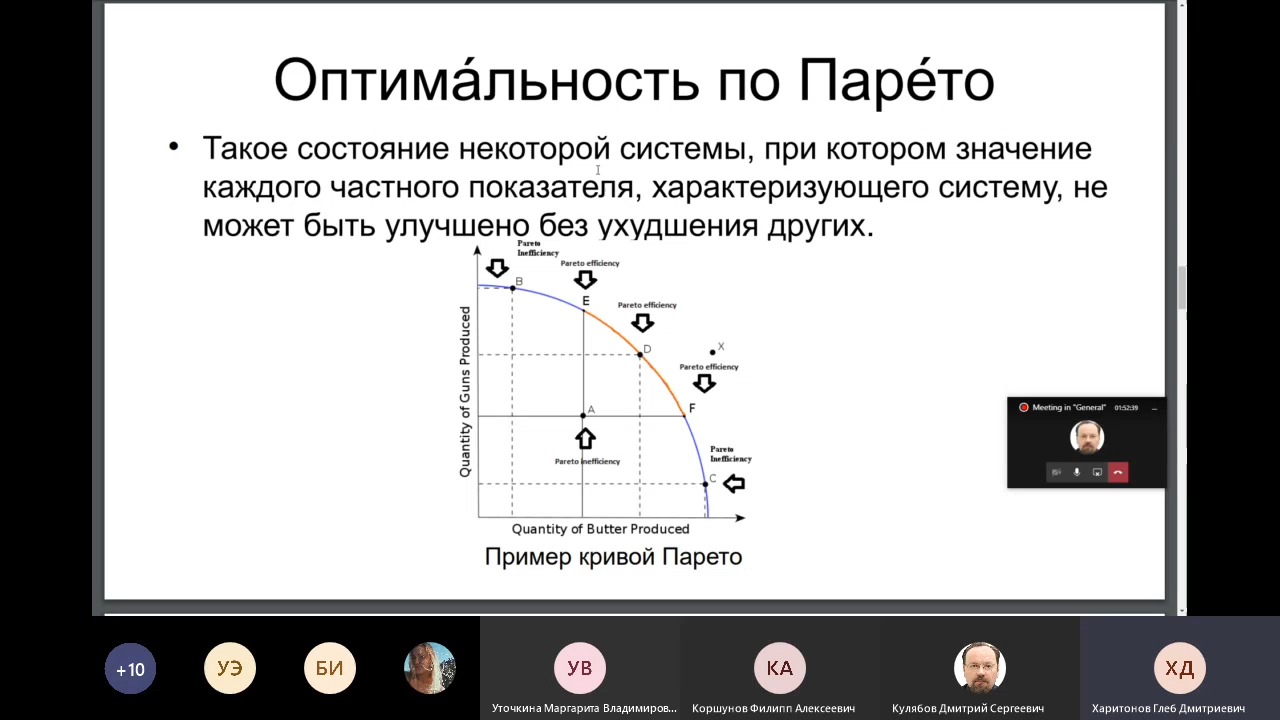 Оптима́льность по Паре́то
• Такое состояние некоторой системы, при котором значение
каждого частного показателя, характеризующего систему, не
может быть улучшено без ухудшения других.
Pareto
Inefficiency
Pareto efficiency
B
E
Pareto efficiency
D
X
Pareto efficiency
A
F
Pareto inefficiency
Pareto
Inefficiency
C
Quantity of Guns Produced
Quantity of Butter Produced
Пример кривой Парето
Meeting in "General" 01:52:39
+10
УЭ
БИ
УВ
КА
ХД
Уточкина Маргарита Владимиров...
Коршунов Филипп Алексеевич
Кулябов Дмитрий Сергеевич
Харитонов Глеб Дмитриевич